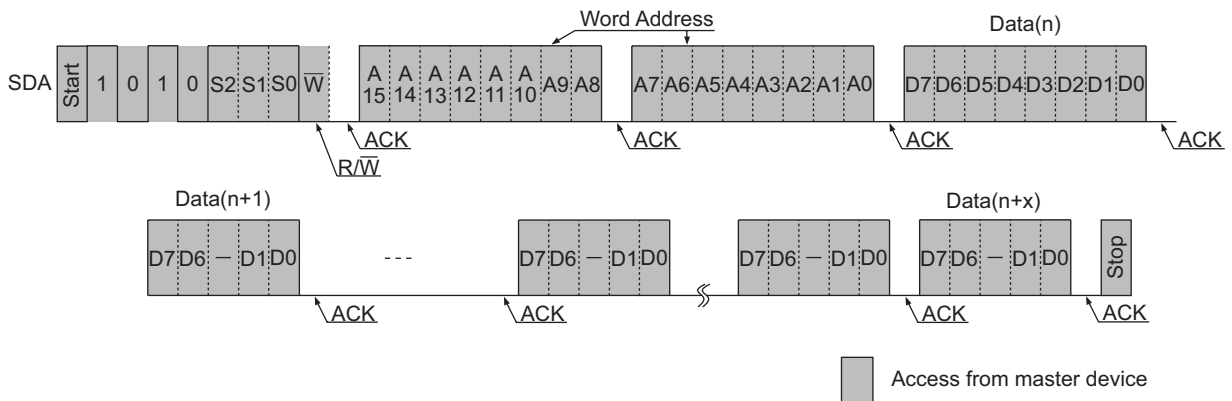 Word Address
Data(n)
SDA Start 1 0 1 0 S2 S1 S0 W̅ A15 A14 A13 A12 A11 A10 A9 A8 A7 A6 A5 A4 A3 A2 A1 A0 D7 D6 D5 D4 D3 D2 D1 D0
ACK ACK ACK ACK
R/W̅
Data(n+1) Data(n+x)
D7 D6 — D1 D0 --- D7 D6 — D1 D0 D7 D6 — D1 D0 D7 D6 — D1 D0 Stop
ACK ACK ACK ACK
Access from master device